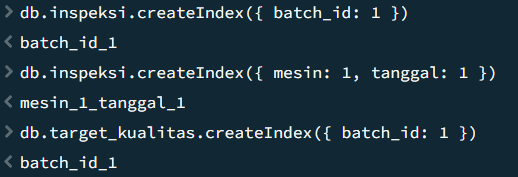 > db.inspeksi.createIndex({ batch_id: 1 })
< batch_id_1
> db.inspeksi.createIndex({ mesin: 1, tanggal: 1 })
< mesin_1_tanggal_1
> db.target_kualitas.createIndex({ batch_id: 1 })
< batch_id_1